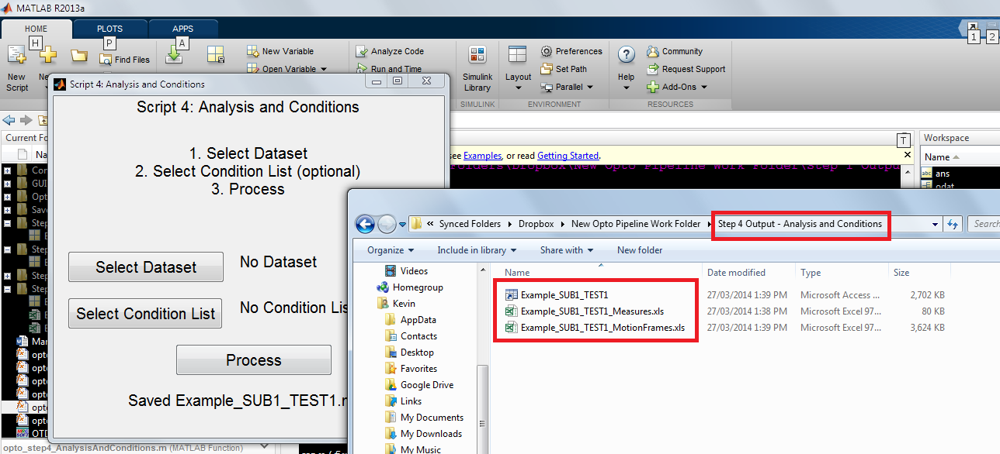 MATLAB R2013a
HOME
PLOTS
APPS
H
P
A
1
2
New
Script
Find Files
New Variable
Open Variable
Analyze Code
Run and Time
Simulink
Library
SIMULINK
Layout
Preferences
Set Path
Parallel
ENVIRONMENT
Help
Community
Request Support
Add-Ons
RESOURCES
Script 4: Analysis and Conditions
Script 4: Analysis and Conditions
1. Select Dataset
2. Select Condition List (optional)
3. Process
Select Dataset
No Dataset
Select Condition List
No Condition Lis
Process
Saved Example_SUB1_TEST1.
Current Fo
Na
Con
GUI
Opt
Save
Step
Step
Step
Step
Mar
opt
opt
opt
opt
opt
opt
OTD
opto_step4_AnalysisAndConditions.m (MATLAB Function)
see Examples, or read Getting Started.
T
Folders\Dropbox\New Opto Pipeline Work Folder\Step 1 Outpu
Workspace
Name
abc ans
odat
« Synced Folders Dropbox New Opto Pipeline Work Folder Step 4 Output - Analysis and Conditions
Search
Organize
Include in library
Share with
New folder
Videos
Homegroup
Kevin
AppData
Contacts
Desktop
Favorites
Google Drive
Links
My Documents
My Downloads
My Music
Name Date modified Type Size
Example_SUB1_TEST1 27/03/2014 1:39 PM Microsoft Access ... 2,702 KB
Example_SUB1_TEST1_Measures.xls 27/03/2014 1:38 PM Microsoft Excel 97... 80 KB
Example_SUB1_TEST1_MotionFrames.xls 27/03/2014 1:39 PM Microsoft Excel 97... 3,624 KB